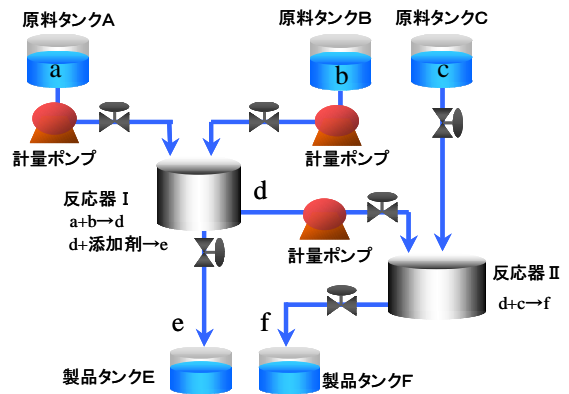 原料タンクA
原料タンクB
原料タンクC
a
b
c
計量ポンプ
計量ポンプ
反応器Ⅰ
a+b→d
d+添加剤→e
d
計量ポンプ
反応器Ⅱ
d+c→f
e
f
製品タンクE
製品タンクF